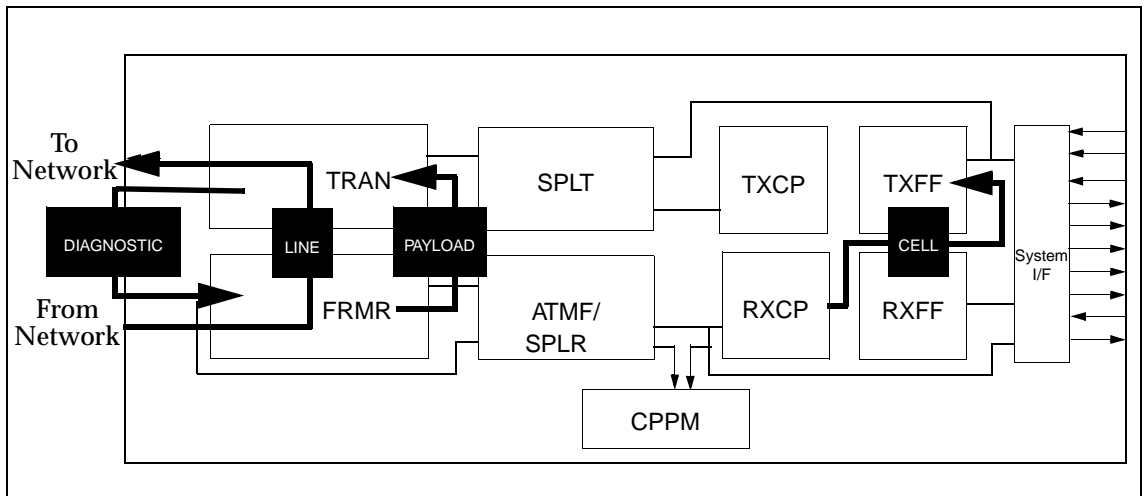 To
Network
TRAN
SPLT
TXCP
TXFF
DIAGNOSTIC
LINE
PAYLOAD
CELL
System
I/F
From
Network
FRMR
ATMF/
SPLR
RXCP
RXFF
CPPM